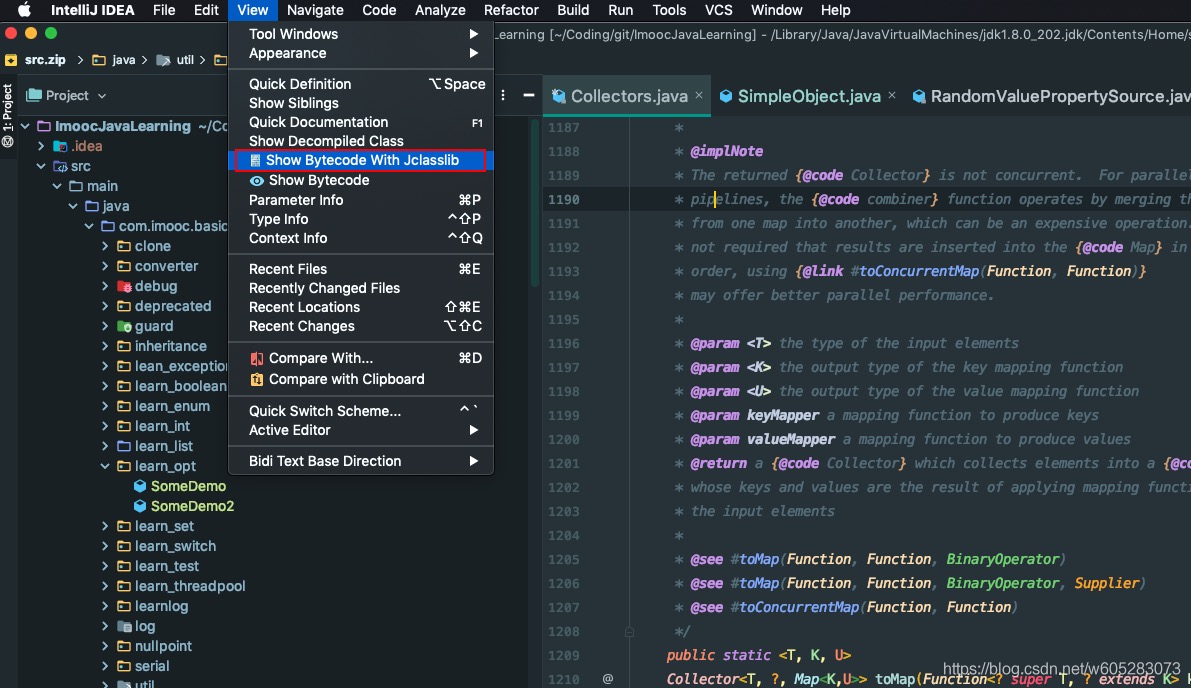 IntelliJ IDEA File Edit View Navigate Code Analyze Refactor Build Run Tools VCS Window Help
Learning [~/Coding/git/ImoocJavaLearning] - /Library/Java/JavaVirtualMachines/jdk1.8.0_202.jdk/Contents/Home/s
src.zip java util
1: Project
Project
ImoocJavaLearning ~/Co
.idea
src
main
java
com.imooc.basic
clone
converter
debug
deprecated
guard
inheritance
lean_exception
learn_boolean
learn_enum
learn_int
learn_list
learn_opt
SomeDemo
SomeDemo2
learn_set
learn_switch
learn_test
learn_threadpool
learnlog
log
nullpoint
serial
util
Tool Windows ▶
Appearance ▶
Quick Definition ⌥Space
Show Siblings
Quick Documentation F1
Show Decompiled Class
Show Bytecode With Jclasslib
Show Bytecode
Parameter Info ⌘P
Type Info ^⇧P
Context Info ^⇧Q
Recent Files ⌘E
Recently Changed Files
Recent Locations ⇧⌘E
Recent Changes ⌥⇧C
Compare With... ⌘D
Compare with Clipboard
Quick Switch Scheme... ^`
Active Editor ▶
Bidi Text Base Direction ▶
Collectors.java × SimpleObject.java × RandomValuePropertySource.jav
1187 *
1188 * @implNote
1189 * The returned {@code Collector} is not concurrent. For parallel
1190 * pipelines, the {@code combiner} function operates by merging th
1191 * from one map into another, which can be an expensive operation.
1192 * not required that results are inserted into the {@code Map} in
1193 * order, using {@link #toConcurrentMap(Function, Function)}
1194 * may offer better parallel performance.
1195 *
1196 * @param <T> the type of the input elements
1197 * @param <K> the output type of the key mapping function
1198 * @param <U> the output type of the value mapping function
1199 * @param keyMapper a mapping function to produce keys
1200 * @param valueMapper a mapping function to produce values
1201 * @return a {@code Collector} which collects elements into a {@co
1202 * whose keys and values are the result of applying mapping functi
1203 * the input elements
1204 *
1205 * @see #toMap(Function, Function, BinaryOperator)
1206 * @see #toMap(Function, Function, BinaryOperator, Supplier)
1207 * @see #toConcurrentMap(Function, Function)
1208 */
1209 public static <T, K, U>
1210 @ Collector<T, ?, Map<K,U>> toMap(Function<? super T, ? extends K> k
https://blog.csdn.net/w605283073